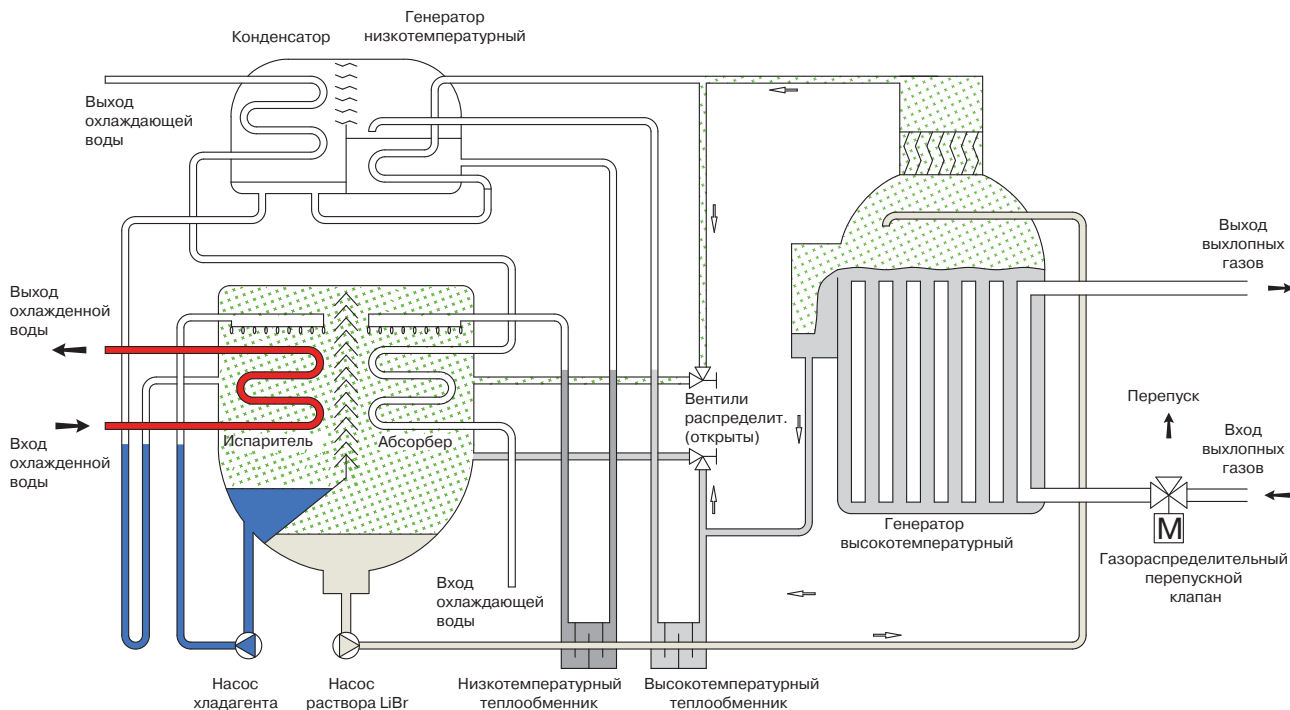 Генератор
низкотемпературный
Конденсатор
Выход
охлаждающей
воды
Выход
выхлопных
газов
Выход
охлажденной
воды
Вентили
распределит.
(открыты)
Перепуск
Испаритель
Абсорбер
Вход
охлажденной
воды
Вход
выхлопных
газов
Генератор
высокотемпературный
M
Газораспределительный
перепускной
клапан
Вход
охлаждающей
воды
Насос
хладагента
Насос
раствора LiBr
Низкотемпературный
теплообменник
Высокотемпературный
теплообменник